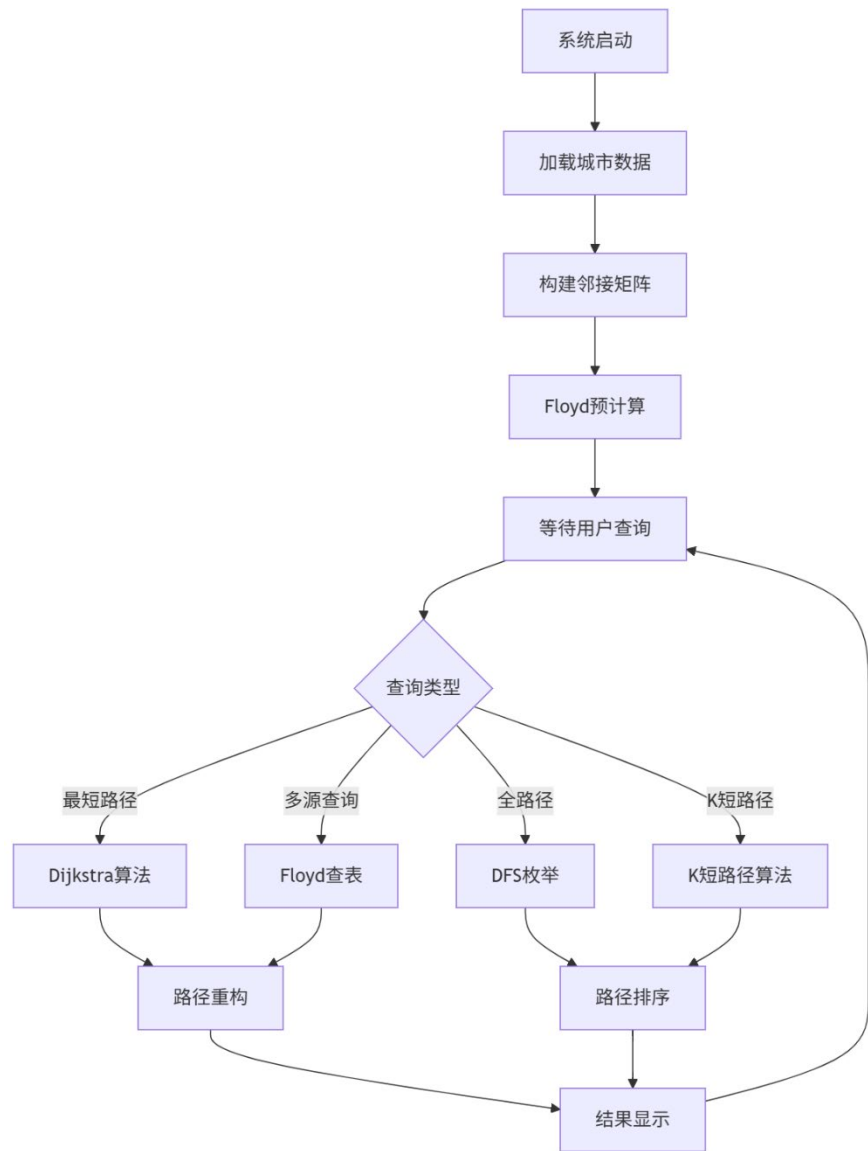 系统启动
加载城市数据
构建邻接矩阵
Floyd预计算
等待用户查询
查询类型
最短路径
多源查询
全路径
K短路径
Dijkstra算法
Floyd查表
DFS枚举
K短路径算法
路径重构
路径排序
结果显示